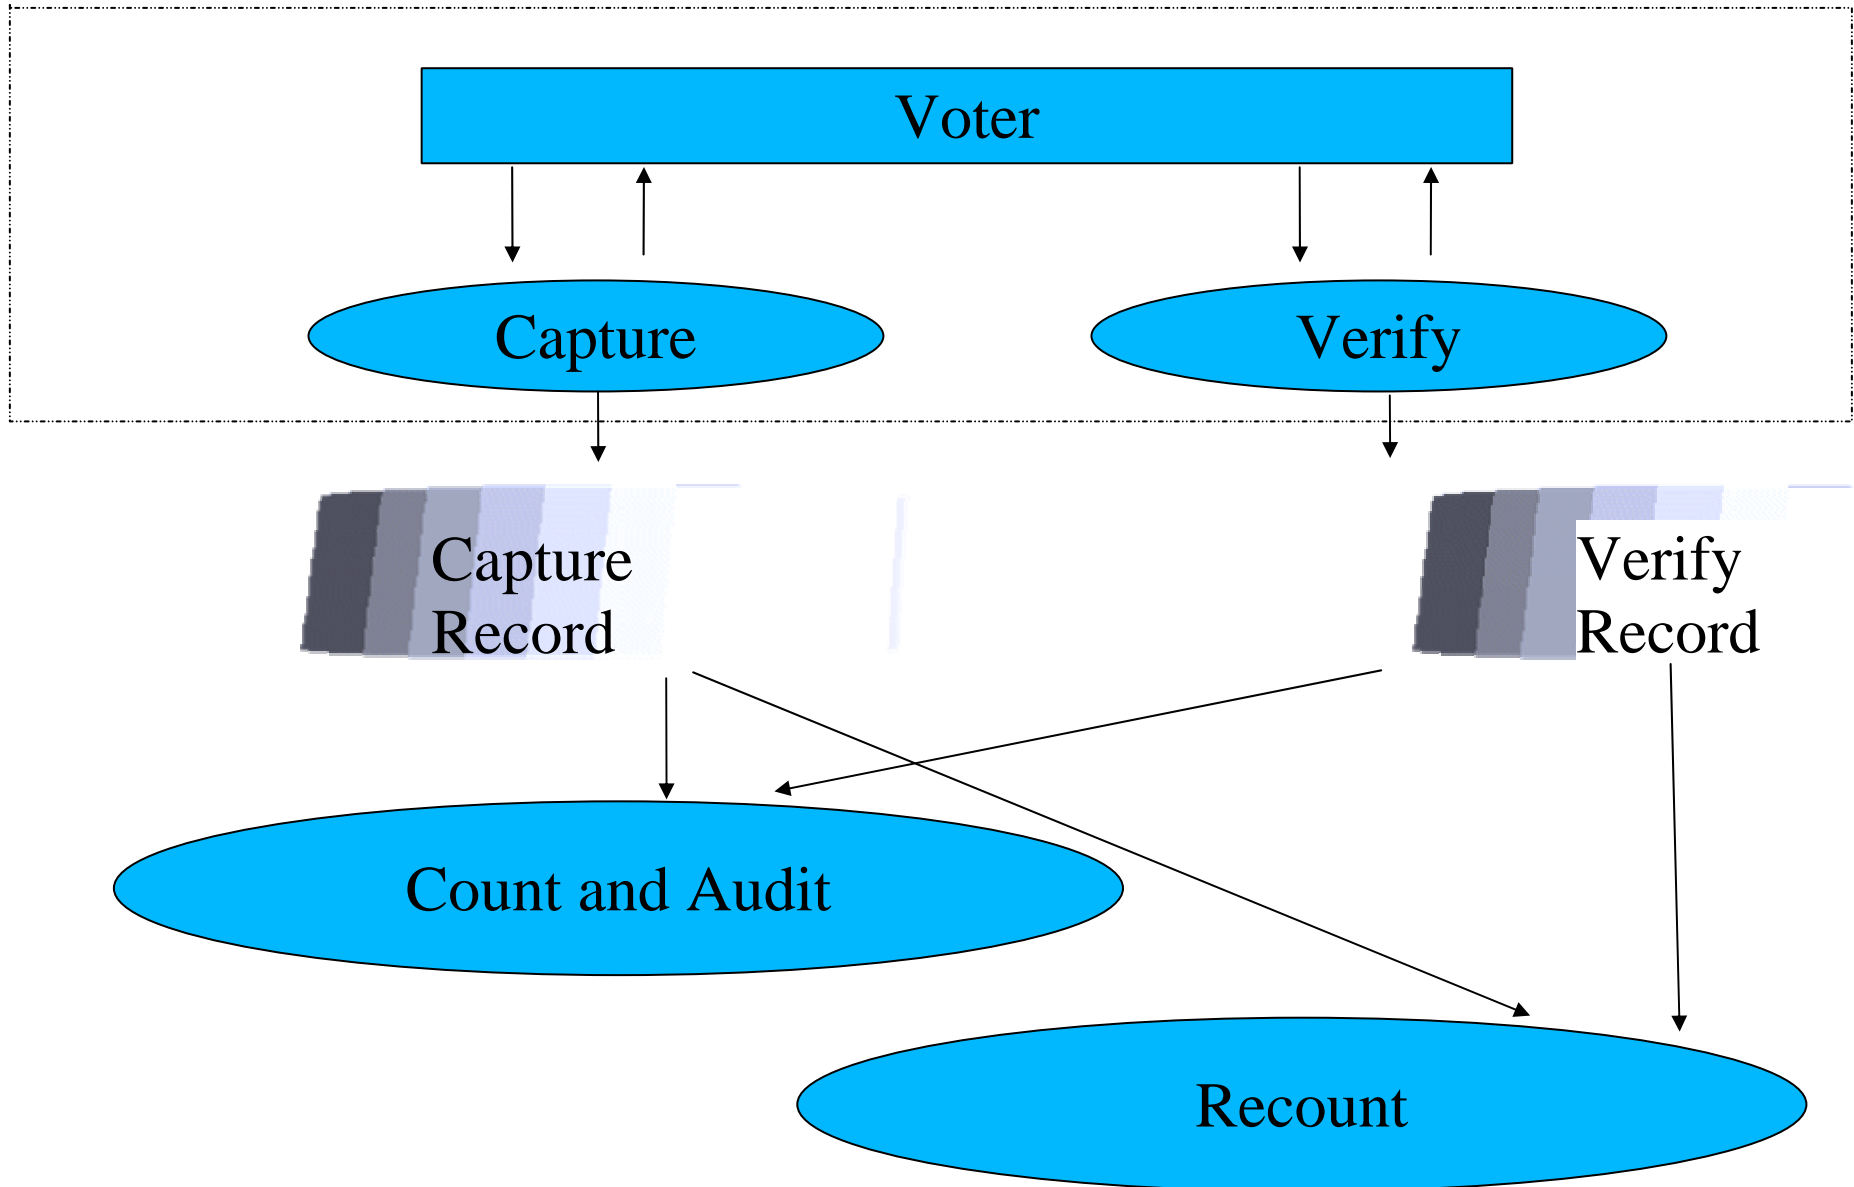 Voter
Capture
Verify
Capture
Record
Verify
Record
Count and Audit
Recount